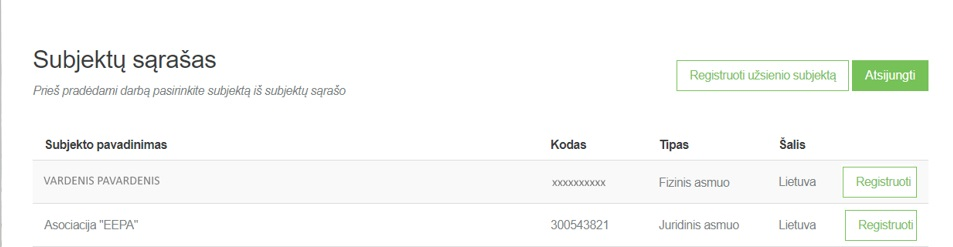 Subjektų sąrašas
Registruoti užsienio subjektą Atsijungti
Prieš pradėdami darbą pasirinkite subjektą iš subjektų sąrašo
Subjekto pavadinimas Kodas Tipas Šalis
VARDENIS PAVARDENIS xxxxxxxxxx Fizinis asmuo Lietuva Registruoti
Asociacija "EEPA" 300543821 Juridinis asmuo Lietuva Registruoti